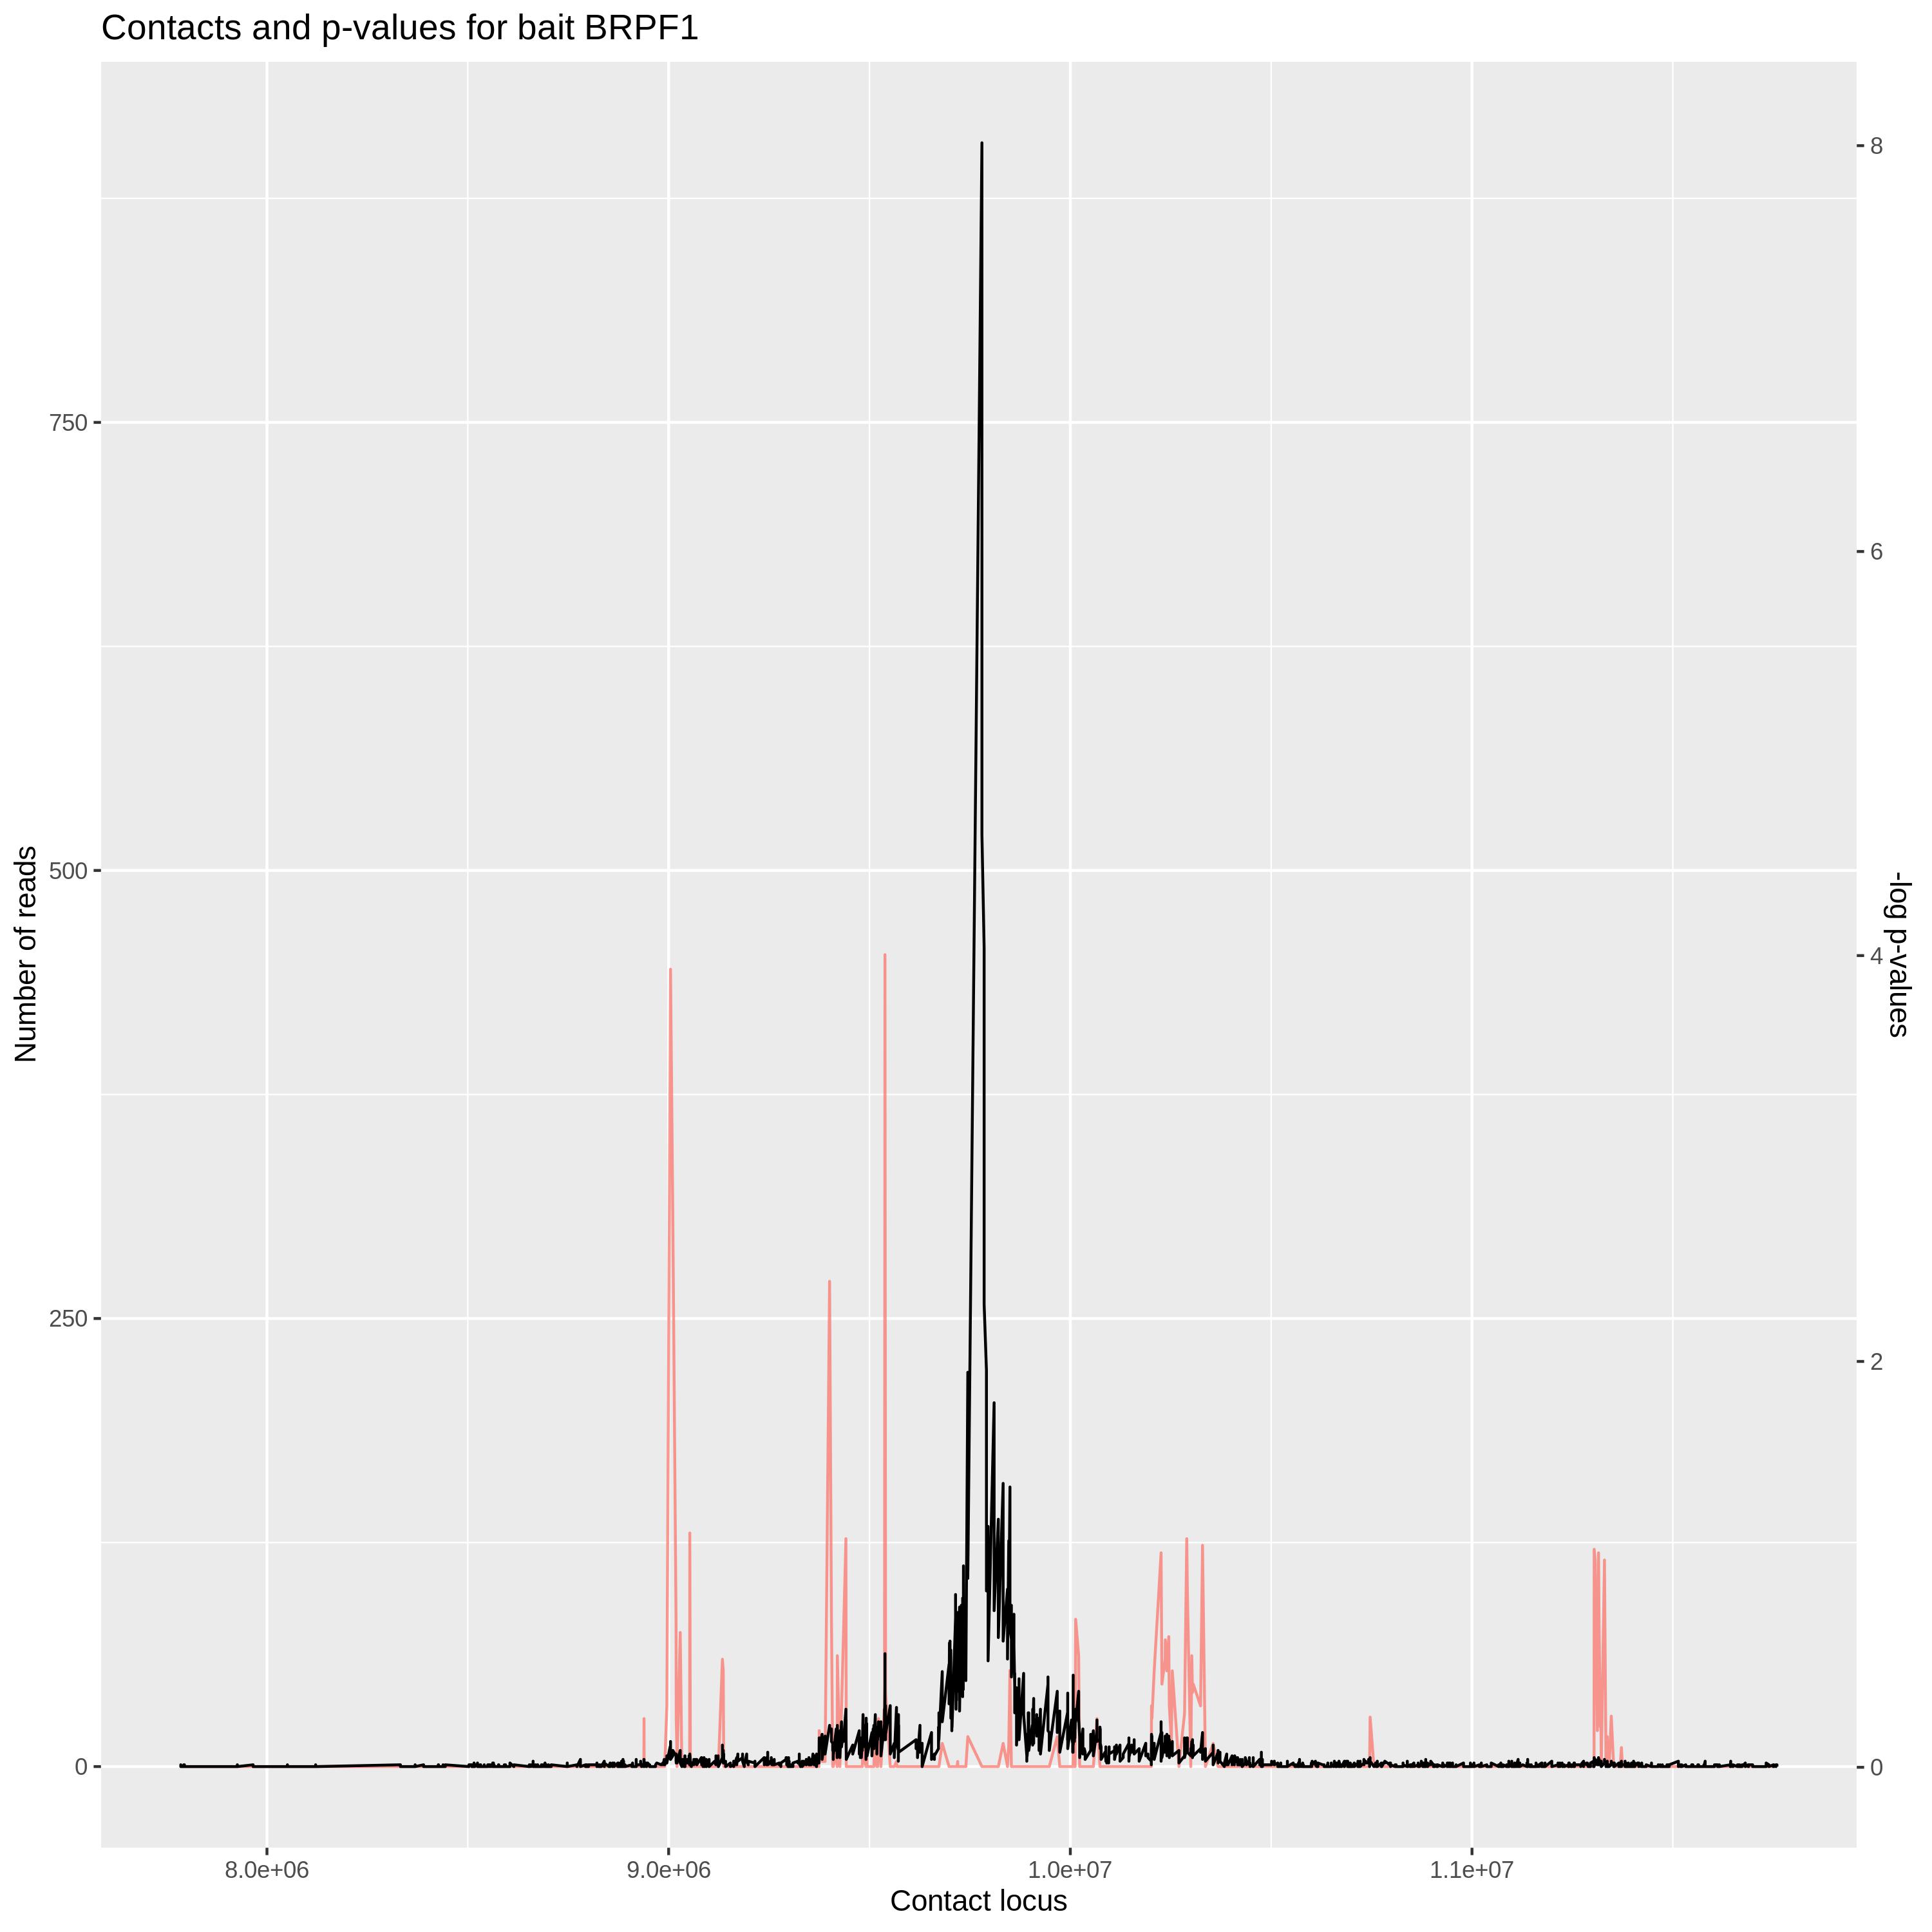 Contacts and p-values for bait BRPF1
Number of reads
750
500
250
0
8
6
4
2
0
-log p-values
8.0e+06
9.0e+06
1.0e+07
1.1e+07
Contact locus